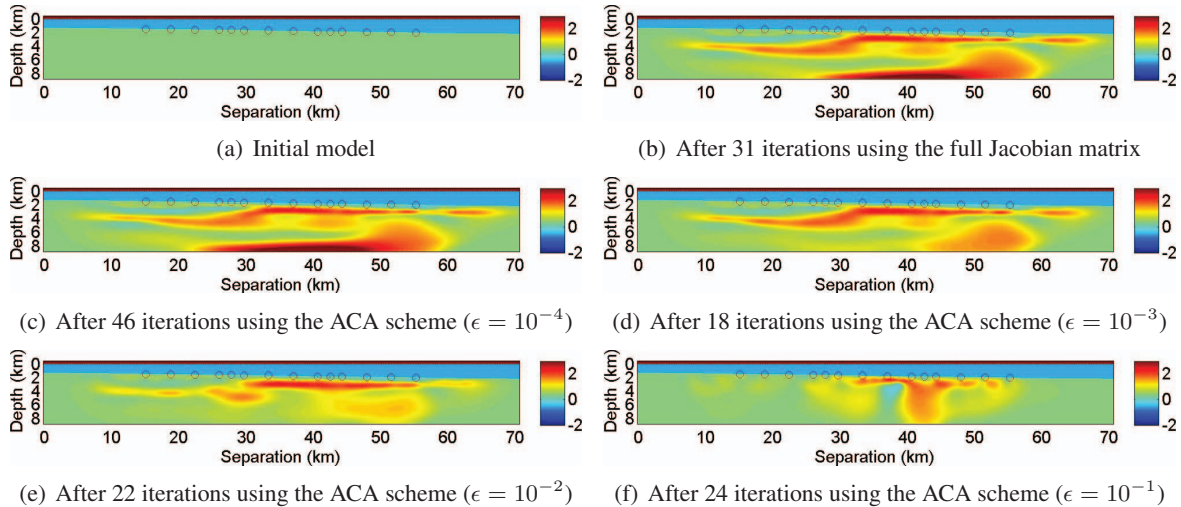 Depth (km)
0
2
4
6
8
0 10 20 30 40 50 60 70
Separation (km)
2
0
-2
(a) Initial model
Depth (km)
0
2
4
6
8
0 10 20 30 40 50 60 70
Separation (km)
2
0
-2
(b) After 31 iterations using the full Jacobian matrix
Depth (km)
0
2
4
6
8
0 10 20 30 40 50 60 70
Separation (km)
2
0
-2
(c) After 46 iterations using the ACA scheme (ϵ = 10⁻⁴)
Depth (km)
0
2
4
6
8
0 10 20 30 40 50 60 70
Separation (km)
2
0
-2
(d) After 18 iterations using the ACA scheme (ϵ = 10⁻³)
Depth (km)
0
2
4
6
8
0 10 20 30 40 50 60 70
Separation (km)
2
0
-2
(e) After 22 iterations using the ACA scheme (ϵ = 10⁻²)
Depth (km)
0
2
4
6
8
0 10 20 30 40 50 60 70
Separation (km)
2
0
-2
(f) After 24 iterations using the ACA scheme (ϵ = 10⁻¹)